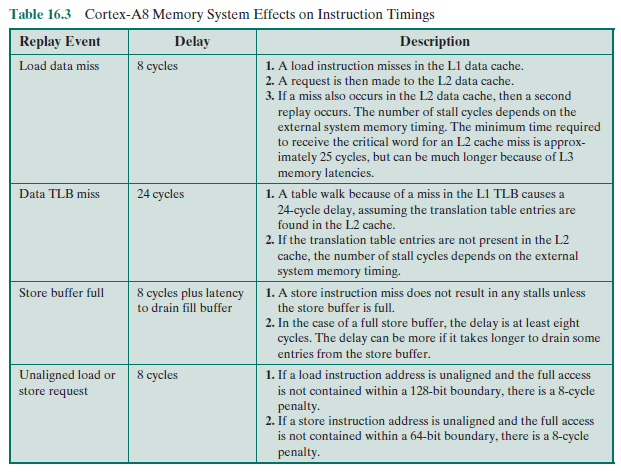 Table 16.3 Cortex-A8 Memory System Effects on Instruction Timings
Replay Event Delay Description
Load data miss 8 cycles 1. A load instruction misses in the L1 data cache.
2. A request is then made to the L2 data cache.
3. If a miss also occurs in the L2 data cache, then a second
replay occurs. The number of stall cycles depends on the
external system memory timing. The minimum time required
to receive the critical word for an L2 cache miss is approx-
imately 25 cycles, but can be much longer because of L3
memory latencies.
Data TLB miss 24 cycles 1. A table walk because of a miss in the L1 TLB causes a
24-cycle delay, assuming the translation table entries are
found in the L2 cache.
2. If the translation table entries are not present in the L2
cache, the number of stall cycles depends on the external
system memory timing.
Store buffer full 8 cycles plus latency 1. A store instruction miss does not result in any stalls unless
to drain fill buffer the store buffer is full.
2. In the case of a full store buffer, the delay is at least eight
cycles. The delay can be more if it takes longer to drain some
entries from the store buffer.
Unaligned load or 8 cycles 1. If a load instruction address is unaligned and the full access
store request is not contained within a 128-bit boundary, there is a 8-cycle
penalty.
2. If a store instruction address is unaligned and the full access
is not contained within a 64-bit boundary, there is a 8-cycle
penalty.